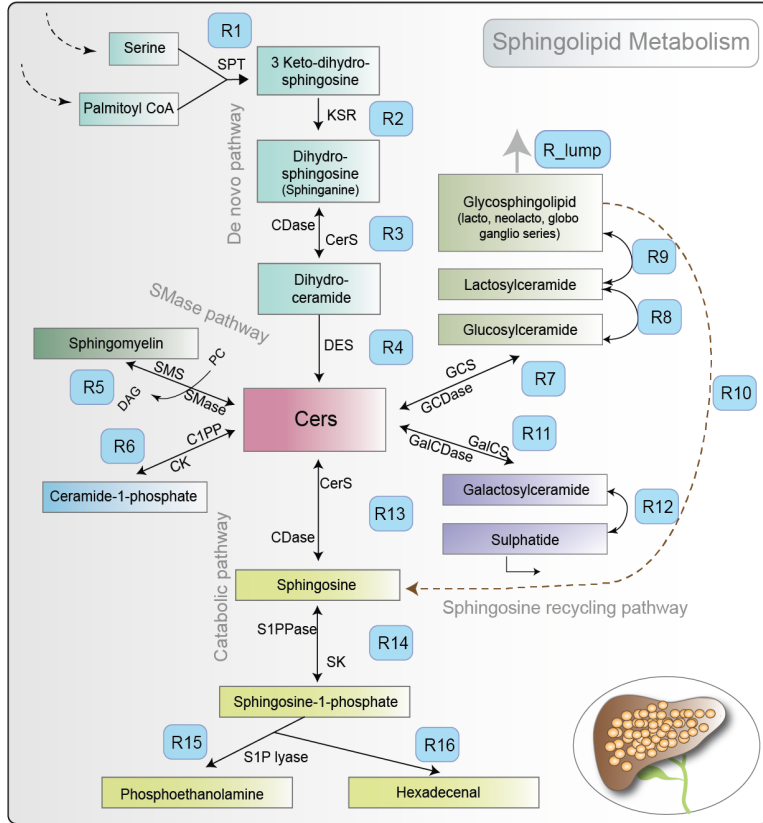 Sphingolipid Metabolism
R1
Serine
SPT
Palmitoyl CoA
3 Keto-dihydro-
sphingosine
KSR
R2
De novo pathway
Dihydro-
sphingosine
(Sphinganine)
CDase
CerS
R3
Dihydro-
ceramide
DES
R4
R_lump
Glycosphingolipid
(lacto, neolacto, globo
ganglio series)
R9
Lactosylceramide
R8
Glucosylceramide
SMase pathway
Sphingomyelin
PC
SMS
SMase
R5
DAG
GCS
GCDase
R7
R10
Cers
R6
C1PP
CK
Ceramide-1-phosphate
GalCS
GalCDase
R11
Galactosylceramide
R12
Sulphatide
CerS
R13
CDase
Catabolic pathway
Sphingosine
Sphingosine recycling pathway
S1PPase
R14
SK
Sphingosine-1-phosphate
R15
S1P lyase
R16
Phosphoethanolamine
Hexadecenal